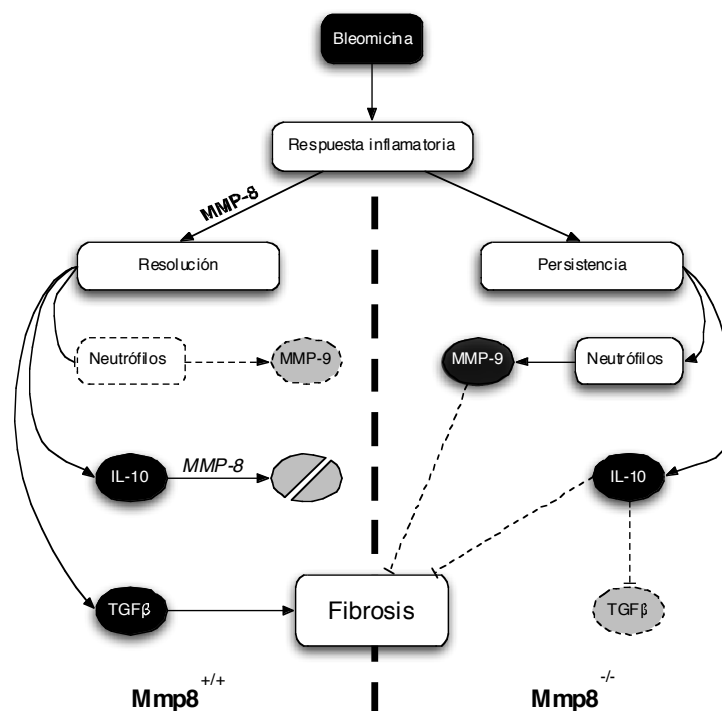 Bleomicina
Respuesta inflamatoria
MMP-8
Resolución
Persistencia
Neutrófilos
MMP-9
MMP-9
Neutrófilos
IL-10
MMP-8
IL-10
TGFβ
Fibrosis
TGFβ
Mmp8+/+
Mmp8-/-